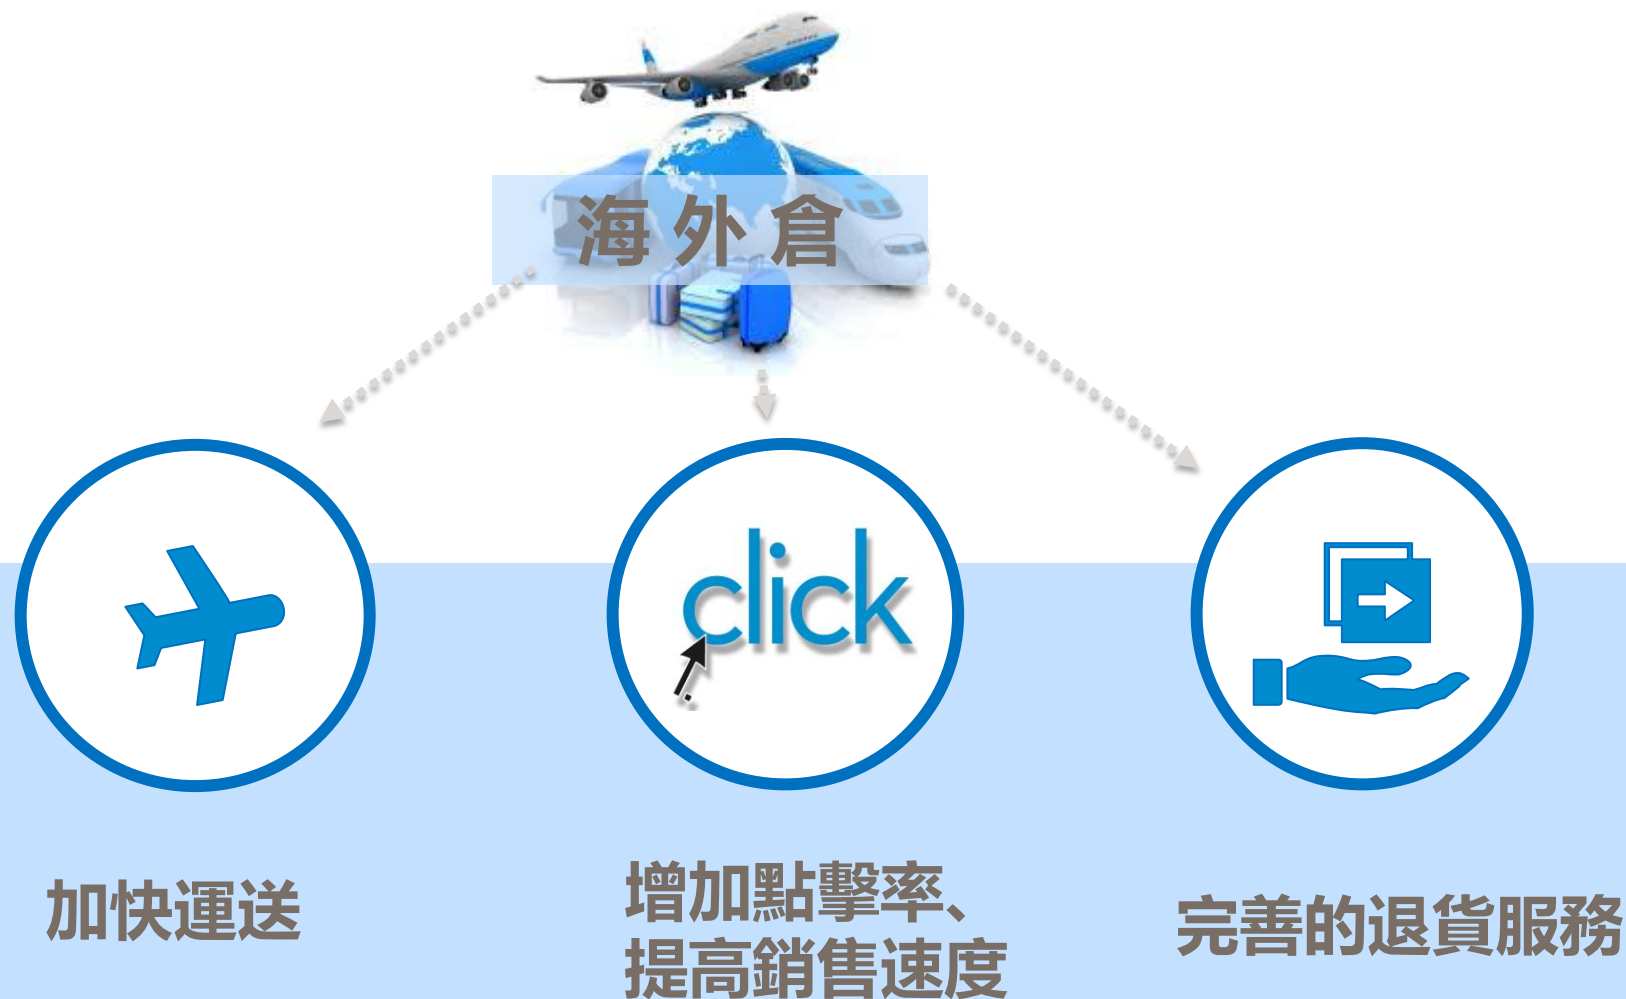 海外倉
click
加快運送
增加點擊率、
提高銷售速度
完善的退貨服務